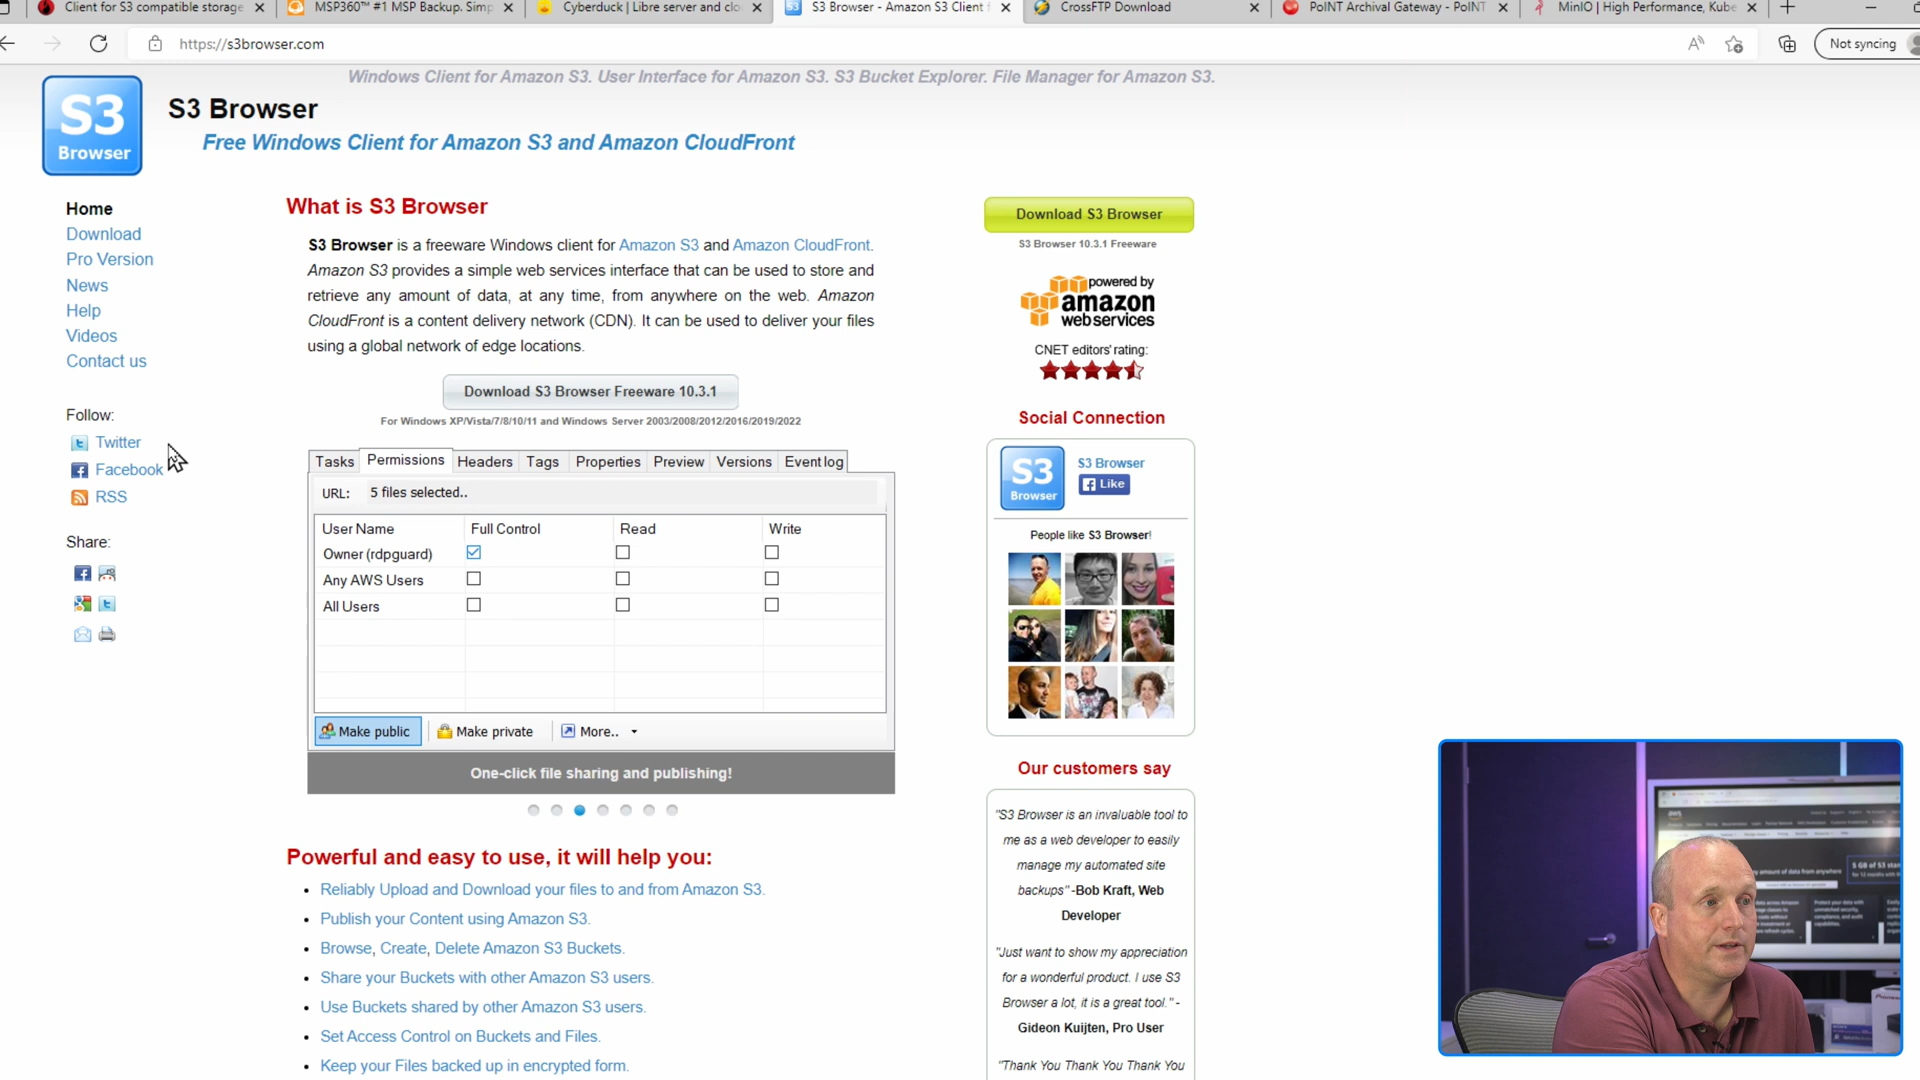 Client for S3 compatible storage
MSP360™ #1 MSP Backup. Simp
Cyberduck | Libre server and clo
S3 Browser - Amazon S3 Client f
CrossFTP Download
PoINT Archival Gateway - PoINT
MinIO | High Performance, Kube
https://s3browser.com
Not syncing
Windows Client for Amazon S3. User Interface for Amazon S3. S3 Bucket Explorer. File Manager for Amazon S3.
S3
Browser
S3 Browser
Free Windows Client for Amazon S3 and Amazon CloudFront
Home
Download
Pro Version
News
Help
Videos
Contact us
Follow:
Twitter
Facebook
RSS
Share:
What is S3 Browser
S3 Browser is a freeware Windows client for Amazon S3 and Amazon CloudFront.
Amazon S3 provides a simple web services interface that can be used to store and
retrieve any amount of data, at any time, from anywhere on the web. Amazon
CloudFront is a content delivery network (CDN). It can be used to deliver your files
using a global network of edge locations.
Download S3 Browser Freeware 10.3.1
For Windows XP/Vista/7/8/10/11 and Windows Server 2003/2008/2012/2016/2019/2022
Tasks Permissions Headers Tags Properties Preview Versions Event log
URL: 5 files selected..
User Name Full Control Read Write
Owner (rdpguard)
Any AWS Users
All Users
Make public Make private More..
One-click file sharing and publishing!
Powerful and easy to use, it will help you:
Reliably Upload and Download your files to and from Amazon S3.
Publish your Content using Amazon S3.
Browse, Create, Delete Amazon S3 Buckets.
Share your Buckets with other Amazon S3 users.
Use Buckets shared by other Amazon S3 users.
Set Access Control on Buckets and Files.
Keep your Files backed up in encrypted form.
Download S3 Browser
S3 Browser 10.3.1 Freeware
powered by
amazon
web services
CNET editors' rating:
Social Connection
S3
Browser
S3 Browser
Like
People like S3 Browser!
Our customers say
"S3 Browser is an invaluable tool to
me as a web developer to easily
manage my automated site
backups" -Bob Kraft, Web
Developer
"Just want to show my appreciation
for a wonderful product. I use S3
Browser a lot, it is a great tool." -
Gideon Kuijten, Pro User
"Thank You Thank You Thank You
aws